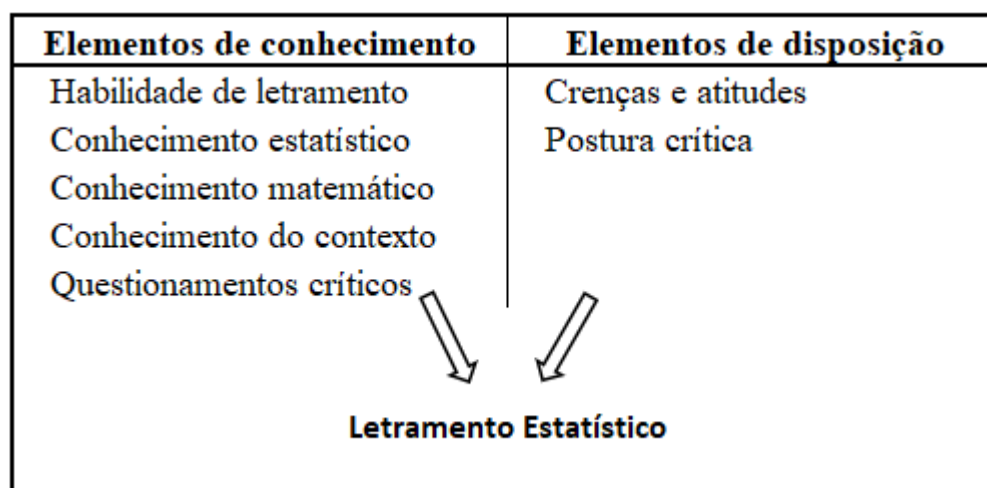 Elementos de conhecimento
Elementos de disposição
Habilidade de letramento
Conhecimento estatístico
Conhecimento matemático
Conhecimento do contexto
Questionamentos críticos
Crenças e atitudes
Postura crítica
Letramento Estatístico